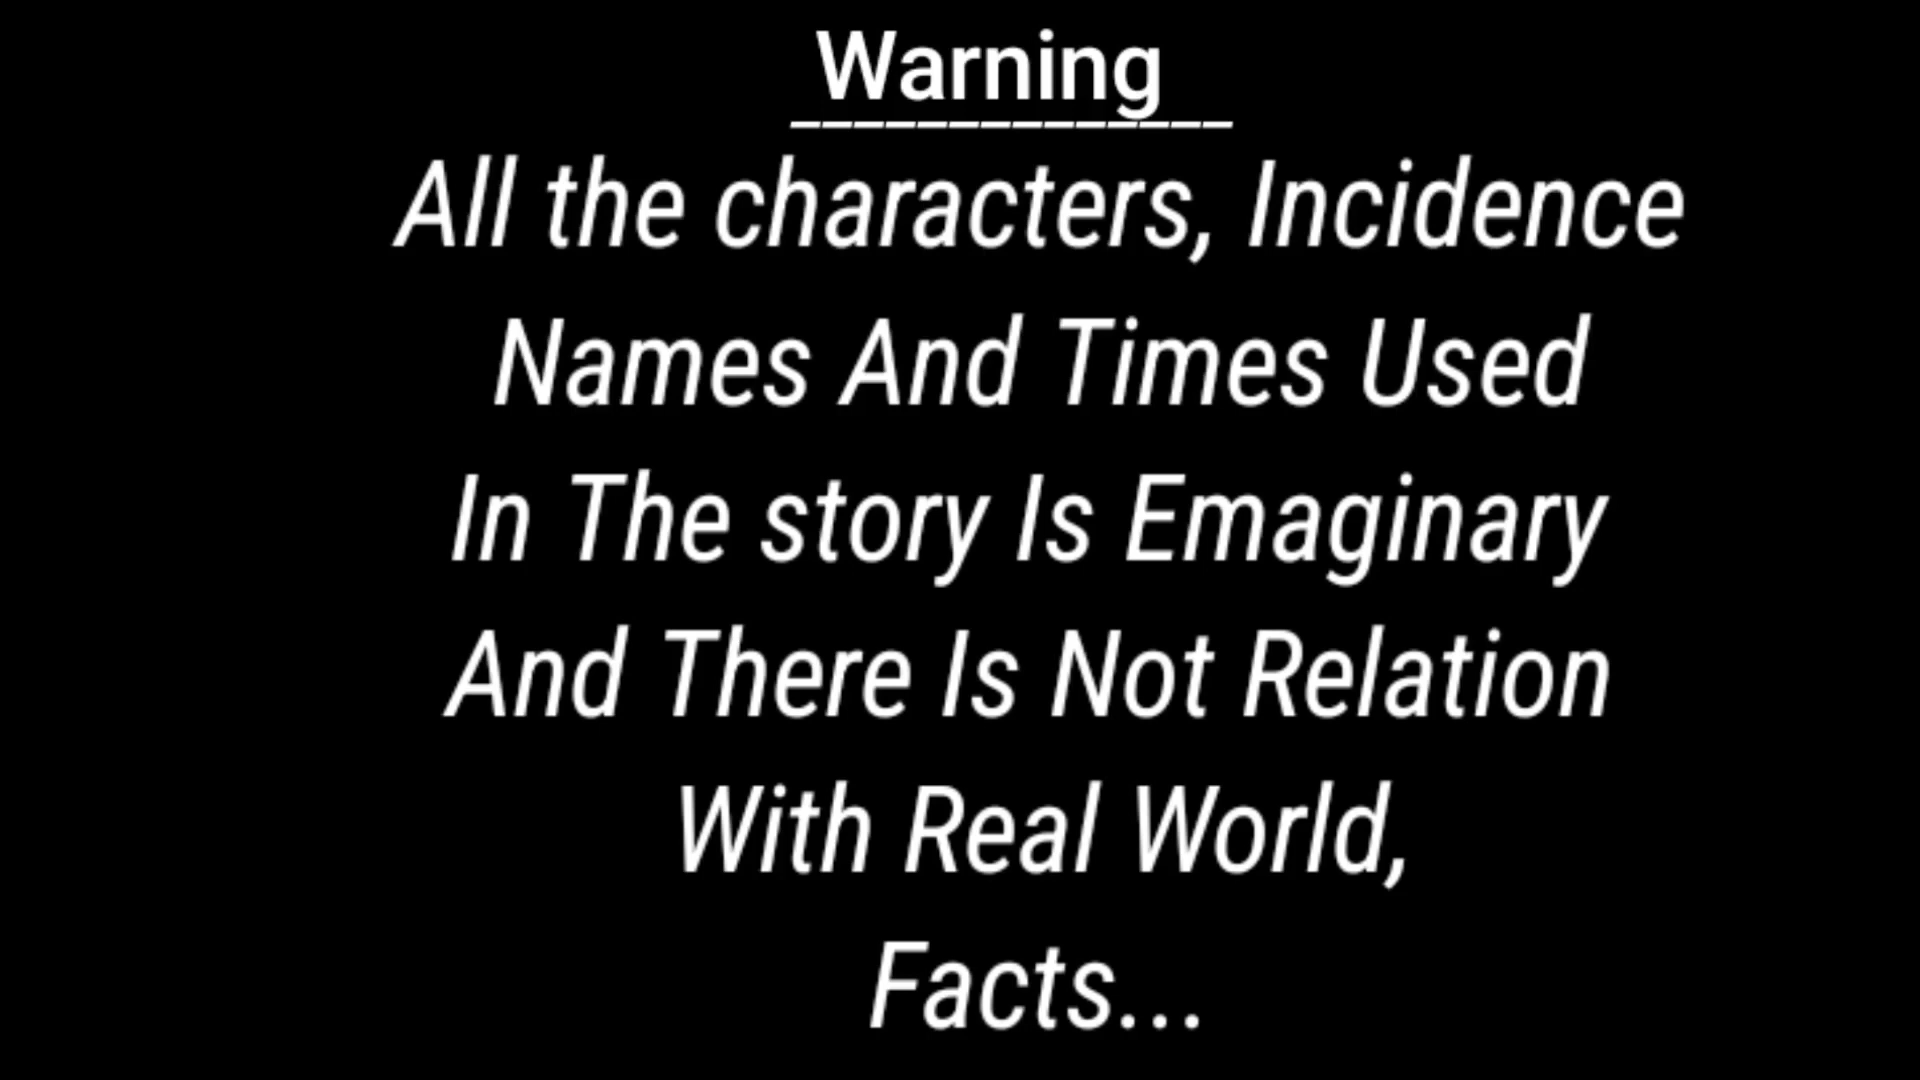 Warning
______________
All the characters, Incidence
Names And Times Used
In The story Is Emaginary
And There Is Not Relation
With Real World,
Facts...